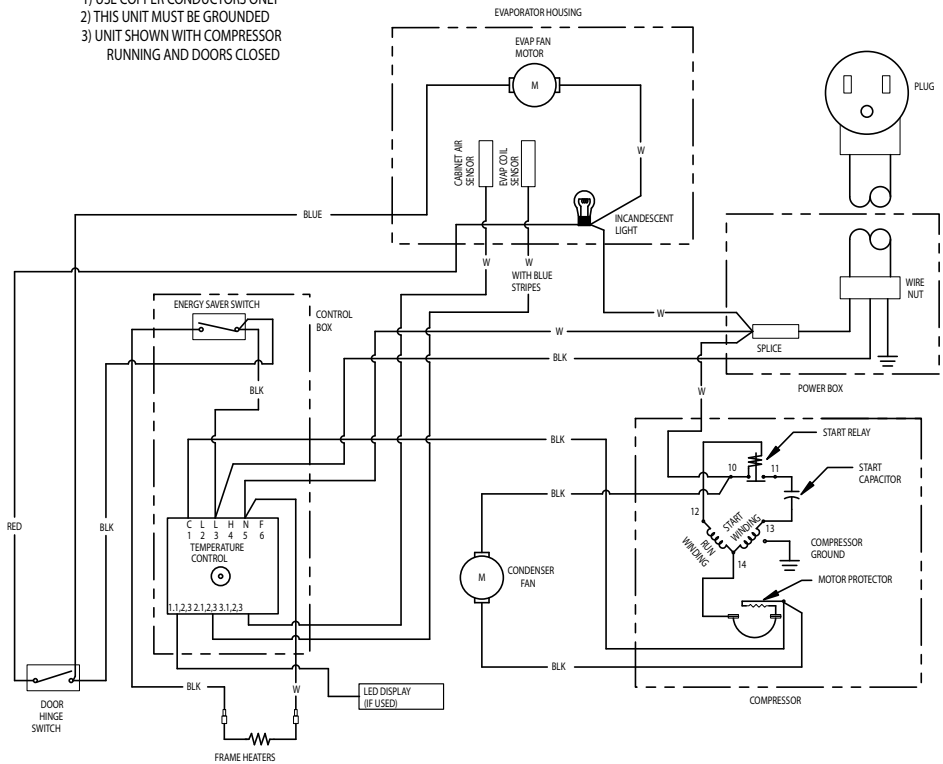 1) USE COPPER CONDUCTORS ONLY
2) THIS UNIT MUST BE GROUNDED
3) UNIT SHOWN WITH COMPRESSOR
RUNNING AND DOORS CLOSED
EVAPORATOR HOUSING
EVAP FAN
MOTOR
M
PLUG
CABINET AIR
SENSOR
EVAP COIL
SENSOR
W
BLUE
INCANDESCENT
LIGHT
W
W
WITH BLUE
STRIPES
WIRE
NUT
ENERGY SAVER SWITCH
CONTROL
BOX
W
W
SPLICE
BLK
POWER BOX
BLK
W
BLK
START RELAY
10
11
START
CAPACITOR
BLK
12
START
WINDING
13
RUN
WINDING
COMPRESSOR
GROUND
14
RED
BLK
C L L H N F
1 2 3 4 5 6
TEMPERATURE
CONTROL
M
CONDENSER
FAN
MOTOR PROTECTOR
1.1,2,3 2.1,2,3 3.1,2,3
BLK
BLK
W
LED DISPLAY
(IF USED)
COMPRESSOR
DOOR
HINGE
SWITCH
FRAME HEATERS